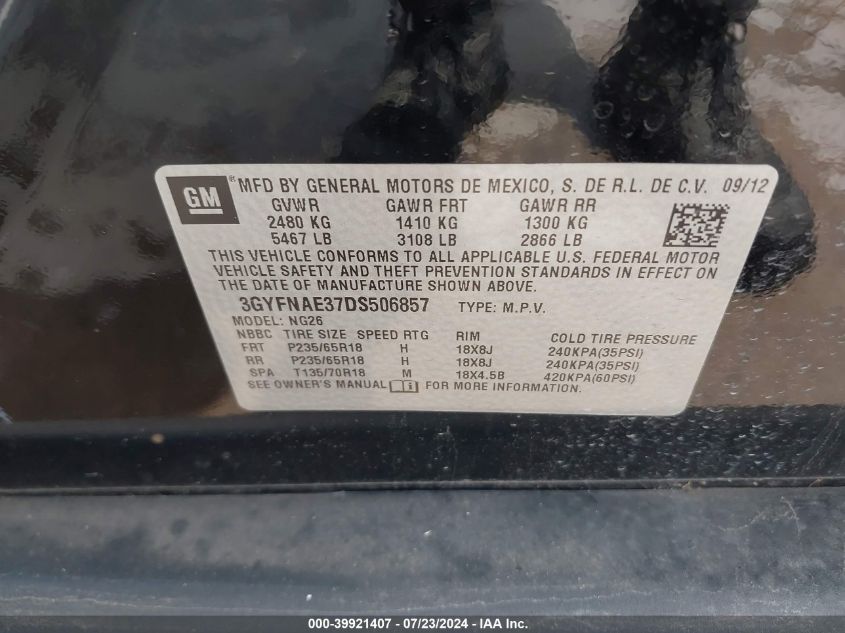 GM ® MFD BY GENERAL MOTORS DE MEXICO, S. DE R.L. DE C.V. 09/12
GVWR GAWR FRT GAWR RR
2480 KG 1410 KG 1300 KG
5467 LB 3108 LB 2866 LB
THIS VEHICLE CONFORMS TO ALL APPLICABLE U.S. FEDERAL MOTOR
VEHICLE SAFETY AND THEFT PREVENTION STANDARDS IN EFFECT ON
THE DATE OF MANUFACTURE SHOWN ABOVE.
3GYFNAE37DS506857 TYPE: M.P.V.
MODEL: NG26
NBBC TIRE SIZE SPEED RTG RIM COLD TIRE PRESSURE
FRT P235/65R18 H 18X8J 240KPA(35PSI)
RR P235/65R18 H 18X8J 240KPA(35PSI)
SPA T135/70R18 M 18X4.5B 420KPA(60PSI)
SEE OWNER'S MANUAL FOR MORE INFORMATION.
000-39921407 - 07/23/2024 - IAA Inc.